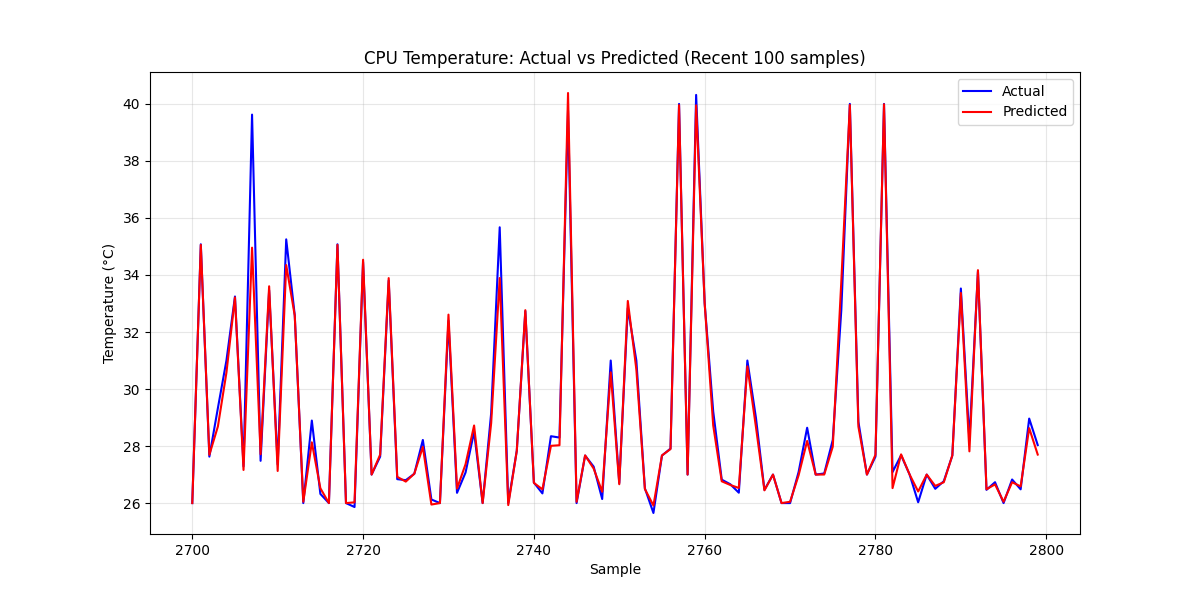 CPU Temperature: Actual vs Predicted (Recent 100 samples)
Actual
Predicted
40
38
36
34
32
30
28
26
Temperature (°C)
2700 2720 2740 2760 2780 2800
Sample